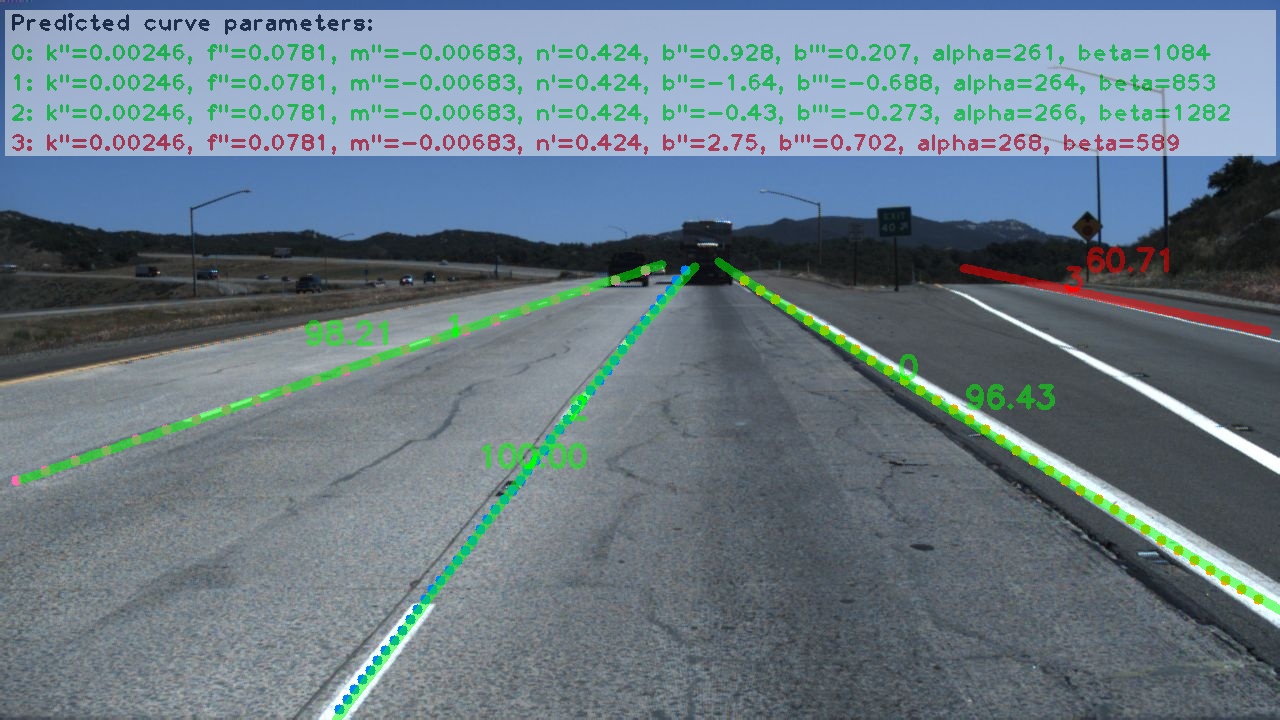 Predicted curve parameters:
0: k''=0.00246, f''=0.0781, m''=-0.00683, n'=0.424, b''=0.928, b'''=0.207, alpha=261, beta=1084
1: k''=0.00246, f''=0.0781, m''=-0.00683, n'=0.424, b''=-1.64, b'''=-0.688, alpha=264, beta=853
2: k''=0.00246, f''=0.0781, m''=-0.00683, n'=0.424, b''=-0.43, b'''=-0.273, alpha=266, beta=1282
3: k''=0.00246, f''=0.0781, m''=-0.00683, n'=0.424, b''=2.75, b'''=0.702, alpha=268, beta=589
EXIT
40
3 60.71
98.21 1
0
96.43
2
100.00